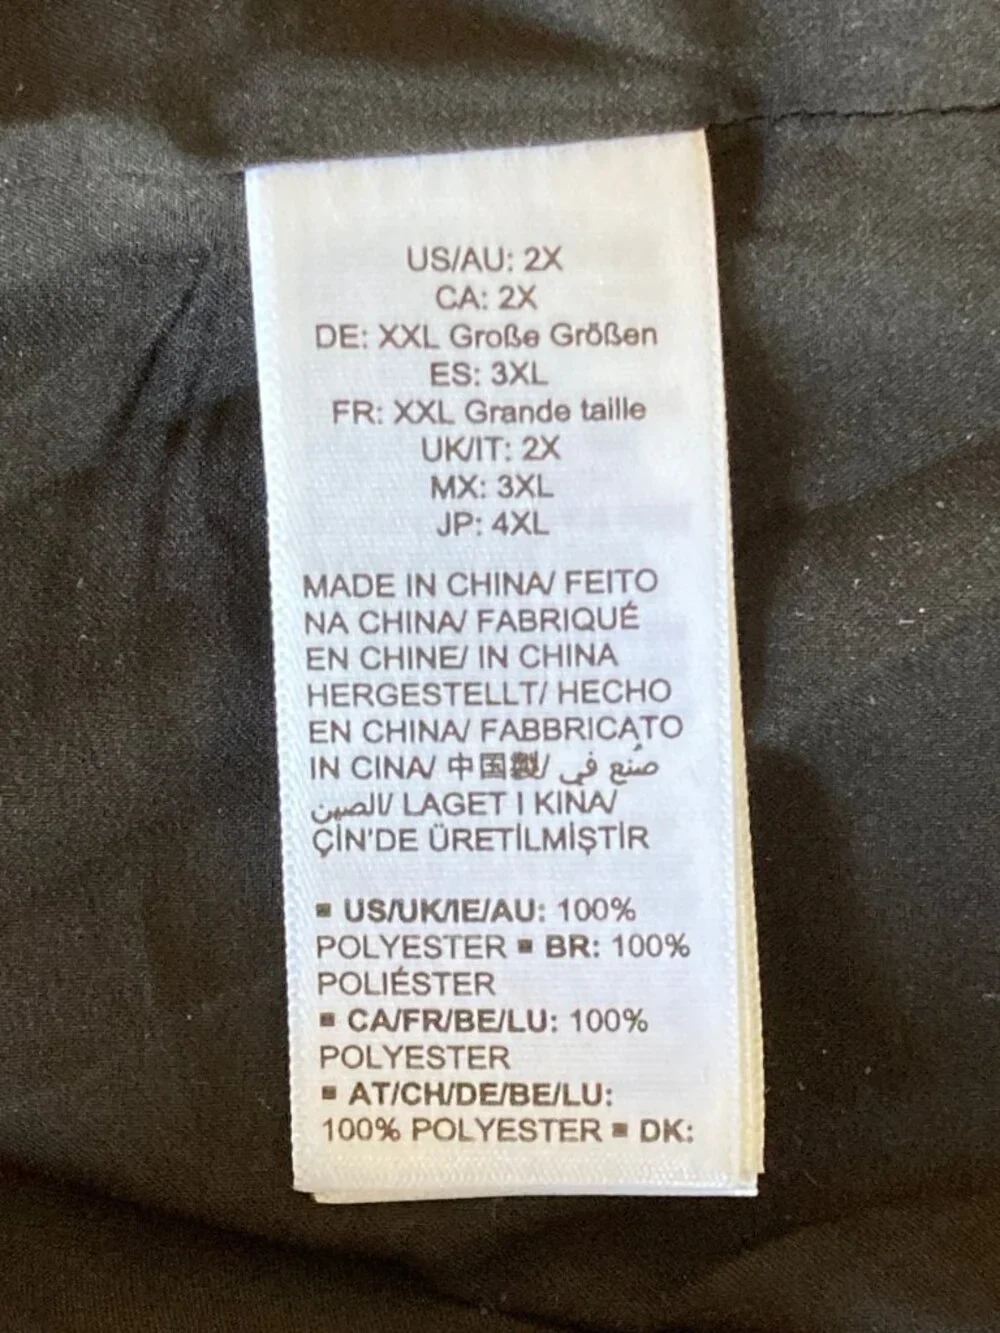 US/AU: 2X
CA: 2X
DE: XXL Große Größen
ES: 3XL
FR: XXL Grande taille
UK/IT: 2X
MX: 3XL
JP: 4XL
MADE IN CHINA/ FEITO
NA CHINA/ FABRIQUÉ
EN CHINE/ IN CHINA
HERGESTELLT/ HECHO
EN CHINA/ FABBRICATO
IN CINA/ 中国製/ صُنع في
الصين/ LAGET I KINA/
ÇİN'DE ÜRETİLMİŞTİR
▪ US/UK/IE/AU: 100%
POLYESTER ▪ BR: 100%
POLIÉSTER
▪ CA/FR/BE/LU: 100%
POLYESTER
▪ AT/CH/DE/BE/LU:
100% POLYESTER ▪ DK: